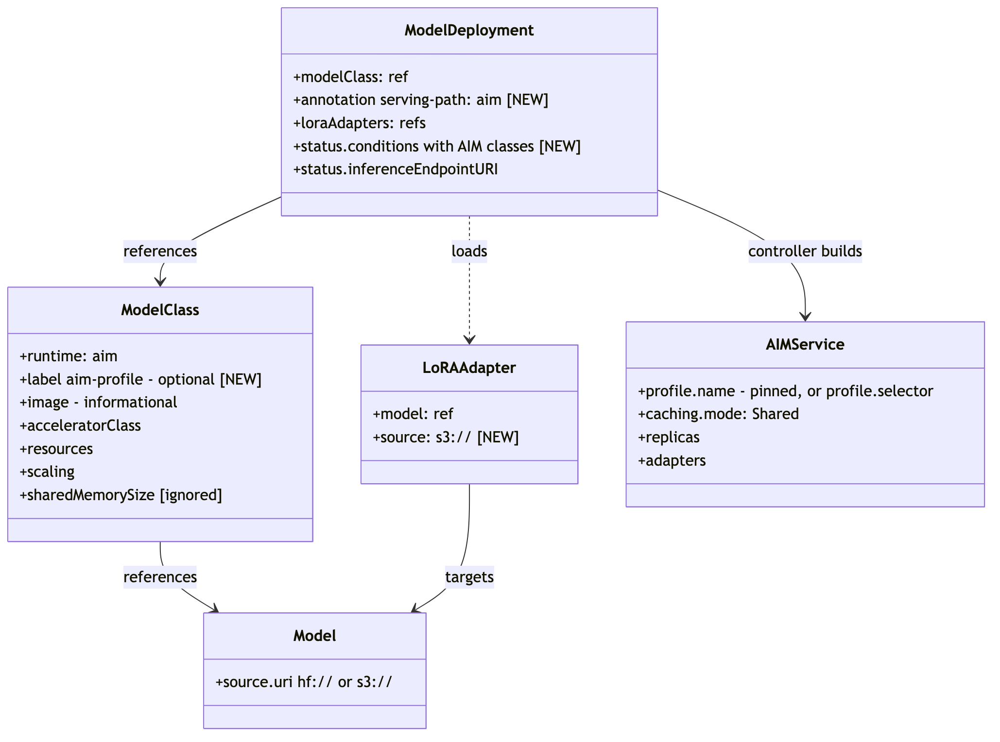 ModelDeployment
+modelClass: ref
+annotation serving-path: aim [NEW]
+loraAdapters: refs
+status.conditions with AIM classes [NEW]
+status.inferenceEndpointURI
references
loads
controller builds
ModelClass
+runtime: aim
+label aim-profile - optional [NEW]
+image - informational
+acceleratorClass
+resources
+scaling
+sharedMemorySize [ignored]
LoRAAdapter
+model: ref
+source: s3:// [NEW]
AIMService
+profile.name - pinned, or profile.selector
+caching.mode: Shared
+replicas
+adapters
references
targets
Model
+source.uri hf:// or s3://